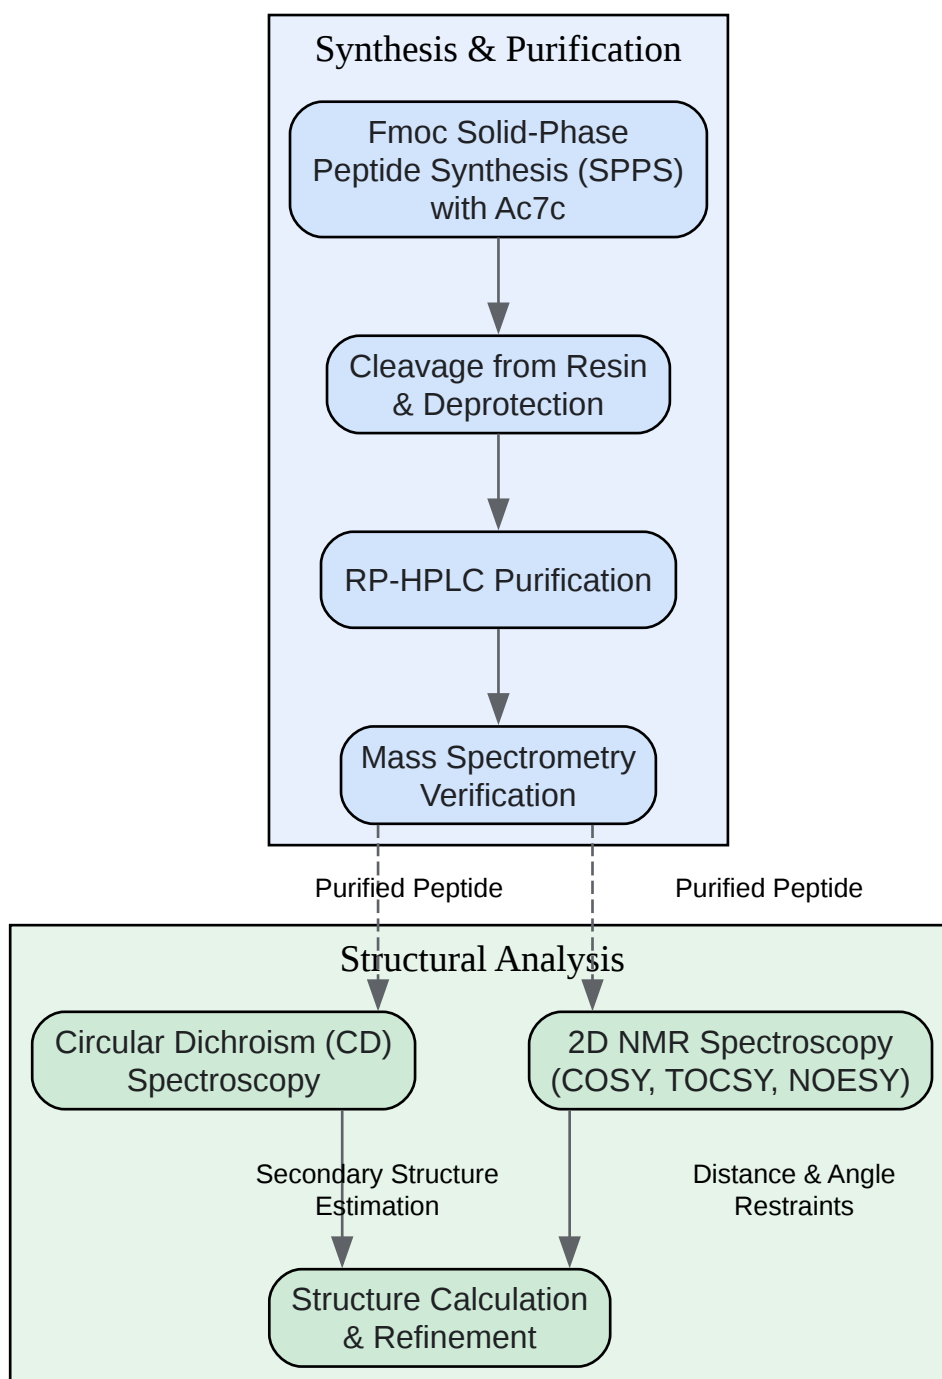 Synthesis & Purification
Fmoc Solid-Phase
Peptide Synthesis (SPPS)
with Ac7c
Cleavage from Resin
& Deprotection
RP-HPLC Purification
Mass Spectrometry
Verification
Purified Peptide
Purified Peptide
Structural Analysis
Circular Dichroism (CD)
Spectroscopy
2D NMR Spectroscopy
(COSY, TOCSY, NOESY)
Secondary Structure
Estimation
Distance & Angle
Restraints
Structure Calculation
& Refinement